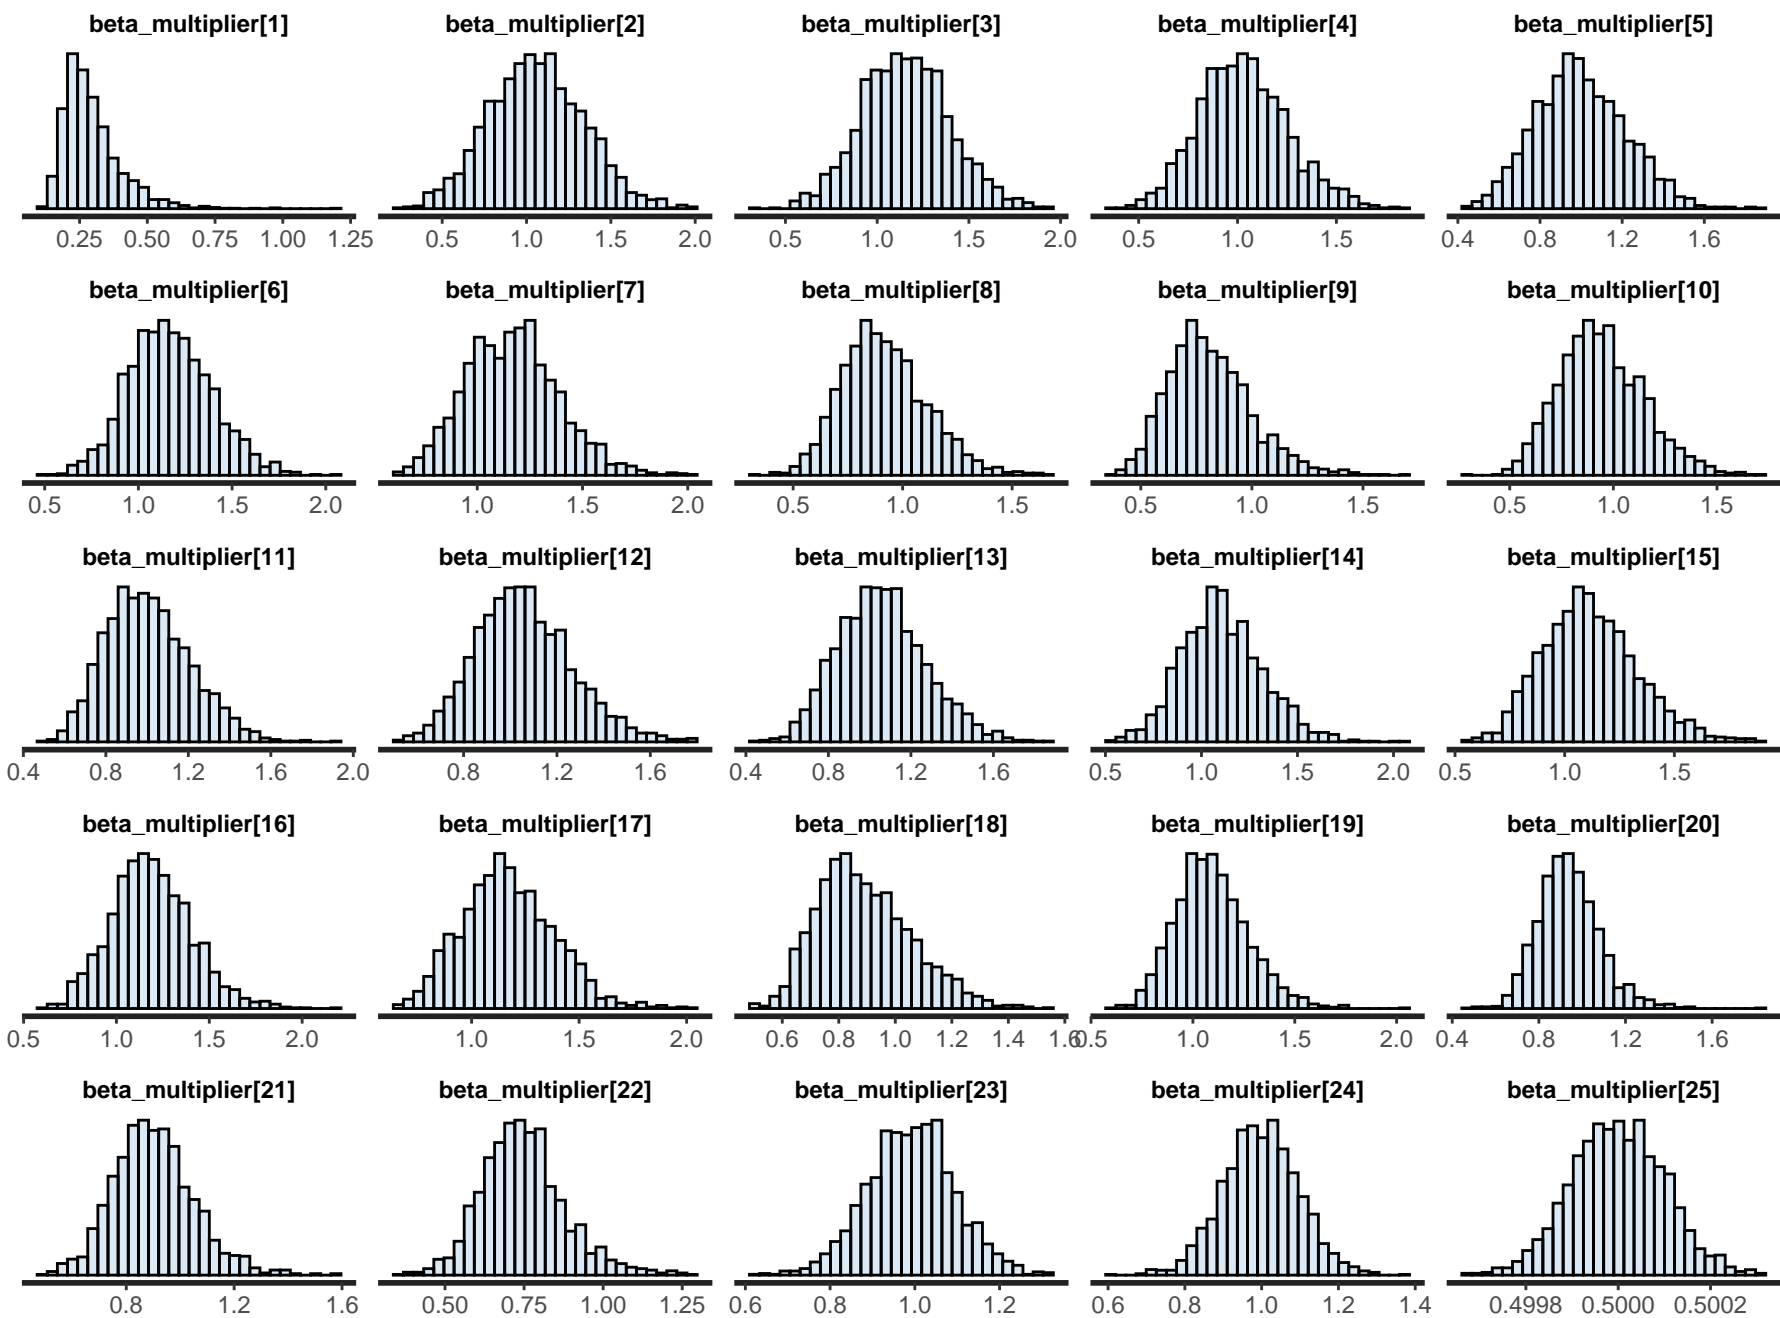 beta_multiplier[1] beta_multiplier[2] beta_multiplier[3] beta_multiplier[4] beta_multiplier[5]
0.25 0.50 0.75 1.00 1.25 0.5 1.0 1.5 2.0 0.5 1.0 1.5 2.0 0.5 1.0 1.5 0.4 0.8 1.2 1.6
beta_multiplier[6] beta_multiplier[7] beta_multiplier[8] beta_multiplier[9] beta_multiplier[10]
0.5 1.0 1.5 2.0 1.0 1.5 2.0 0.5 1.0 1.5 0.5 1.0 1.5 0.5 1.0 1.5
beta_multiplier[11] beta_multiplier[12] beta_multiplier[13] beta_multiplier[14] beta_multiplier[15]
0.4 0.8 1.2 1.6 2.0 0.8 1.2 1.6 0.4 0.8 1.2 1.6 0.5 1.0 1.5 2.0 0.5 1.0 1.5
beta_multiplier[16] beta_multiplier[17] beta_multiplier[18] beta_multiplier[19] beta_multiplier[20]
0.5 1.0 1.5 2.0 1.0 1.5 2.0 0.6 0.8 1.0 1.2 1.4 1.6 0.5 1.0 1.5 2.0 0.4 0.8 1.2 1.6
beta_multiplier[21] beta_multiplier[22] beta_multiplier[23] beta_multiplier[24] beta_multiplier[25]
0.8 1.2 1.6 0.50 0.75 1.00 1.25 0.6 0.8 1.0 1.2 0.6 0.8 1.0 1.2 1.4 0.4998 0.5000 0.5002